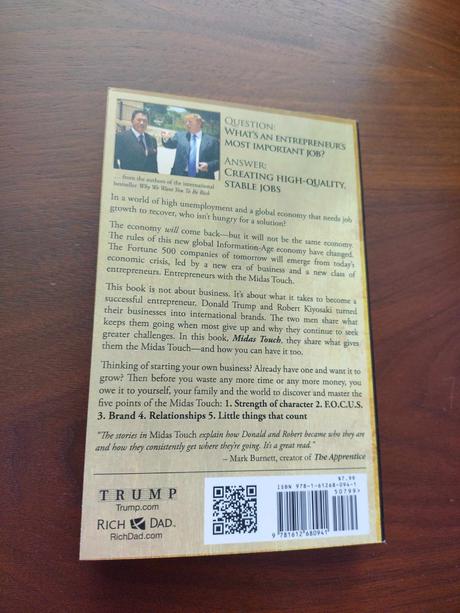 QUESTION:
WHAT'S AN ENTREPRENEUR'S
MOST IMPORTANT JOB?
ANSWER:
CREATING HIGH-QUALITY,
STABLE JOBS
. . . from the authors of the international
bestseller Why We Want You To Be Rich
In a world of high unemployment and a global economy that needs job
growth to recover, who isn't hungry for a solution?
The economy will come back—but it will not be the same economy.
The rules of this new global Information-Age economy have changed.
The Fortune 500 companies of tomorrow will emerge from today's
economic crisis, led by a new era of business and a new class of
entrepreneurs. Entrepreneurs with the Midas Touch.
This book is not about business. It's about what it takes to become a
successful entrepreneur. Donald Trump and Robert Kiyosaki turned
their businesses into international brands. The two men share what
keeps them going when most give up and why they continue to seek
greater challenges. In this book, Midas Touch, they share what gives
them the Midas Touch—and how you can have it too.
Thinking of starting your own business? Already have one and want it to
grow? Then before you waste any more time or any more money, you
owe it to yourself, your family and the world to discover and master the
five points of the Midas Touch: 1. Strength of character 2. F.O.C.U.S.
3. Brand 4. Relationships 5. Little things that count
"The stories in Midas Touch explain how Donald and Robert became who they are
and how they consistently get where they're going. It's a great read."
– Mark Burnett, creator of The Apprentice
TRUMP
Trump.com
RICH DAD.
RichDad.com
$7.99
ISBN 978-1-61268-094-1
50799>
9 781612 680941